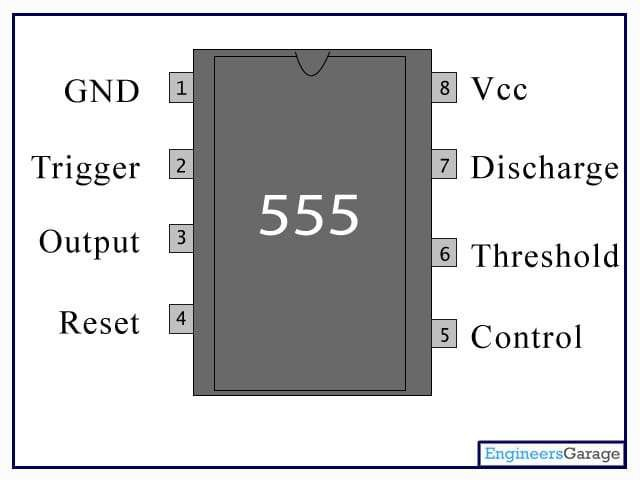 GND 1 8 Vcc
Trigger 2 7 Discharge
555
Output 3 6 Threshold
Reset 4 5 Control
EngineersGarage